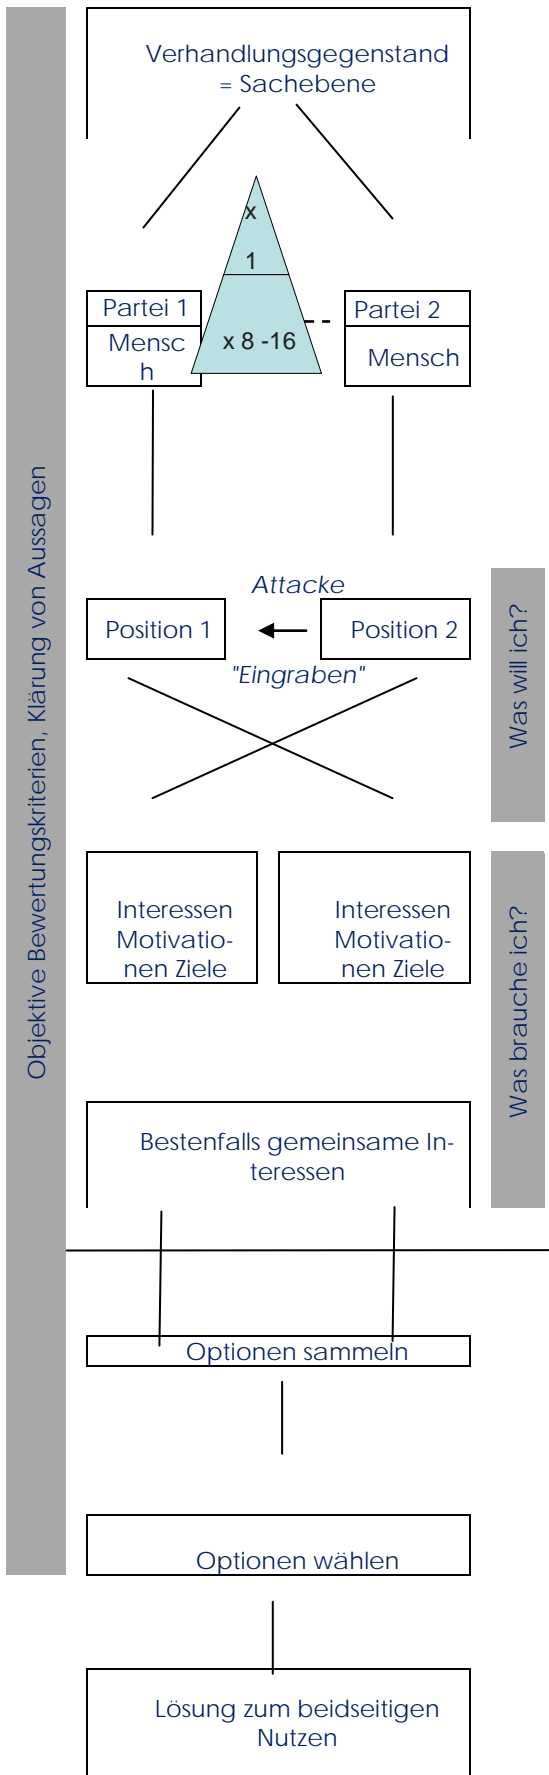 Verhandlungsgegenstand
= Sachebene
x
1
x 8 -16
Partei 1
Mensc
h
Partei 2
Mensch
Attacke
Position 1
Position 2
"Eingraben"
Was will ich?
Objektive Bewertungskriterien, Klärung von Aussagen
Interessen
Motivatio-
nen Ziele
Interessen
Motivatio-
nen Ziele
Was brauche ich?
Bestenfalls gemeinsame In-
teressen
Optionen sammeln
Optionen wählen
Lösung zum beidseitigen
Nutzen